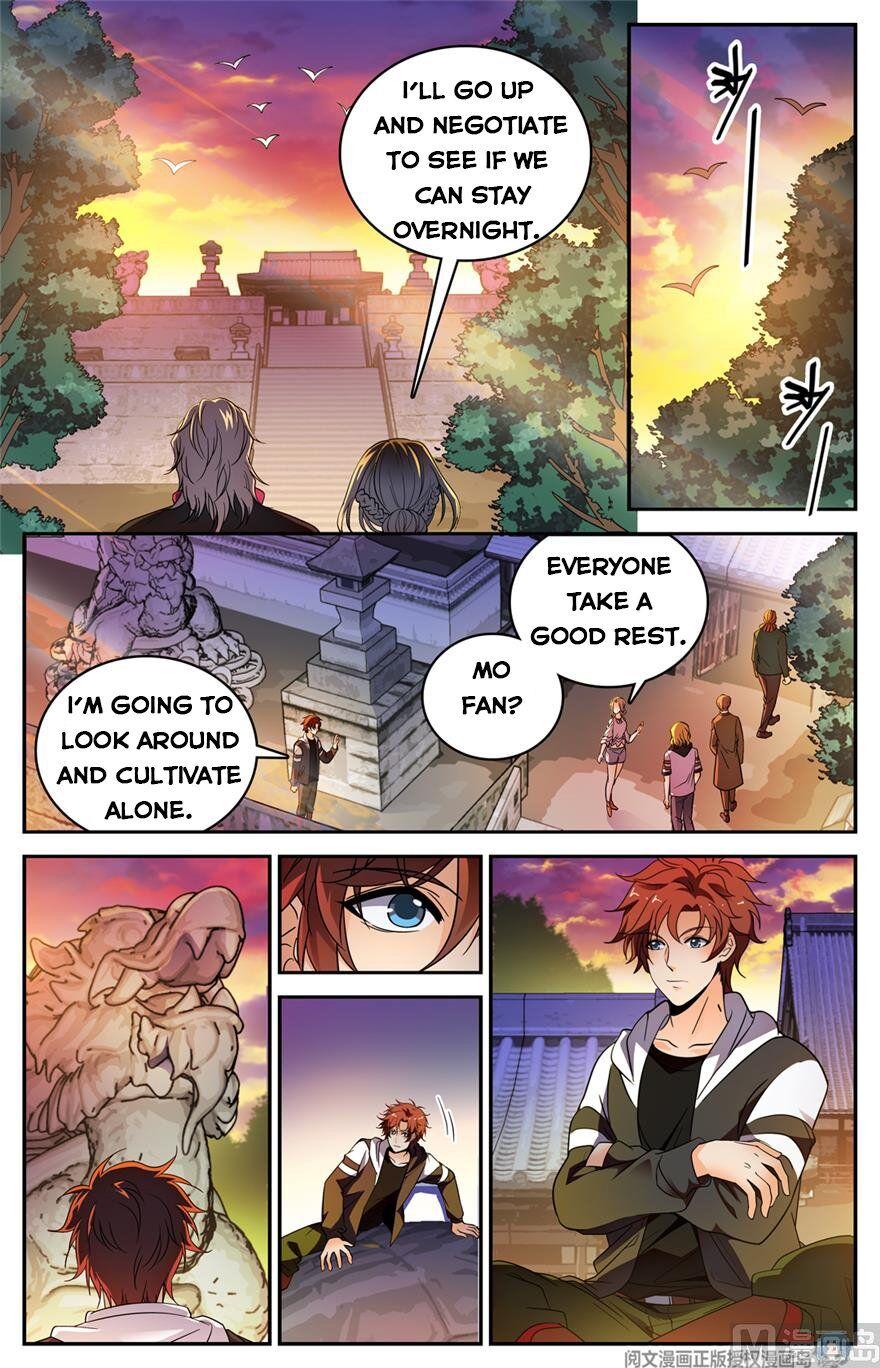 I'LL GO UP
AND NEGOTIATE
TO SEE IF WE
CAN STAY
OVERNIGHT.
EVERYONE
TAKE A
GOOD REST.
MO
FAN?
I'M GOING TO
LOOK AROUND
AND CULTIVATE
ALONE.
阅文漫画正版授权漫画岛